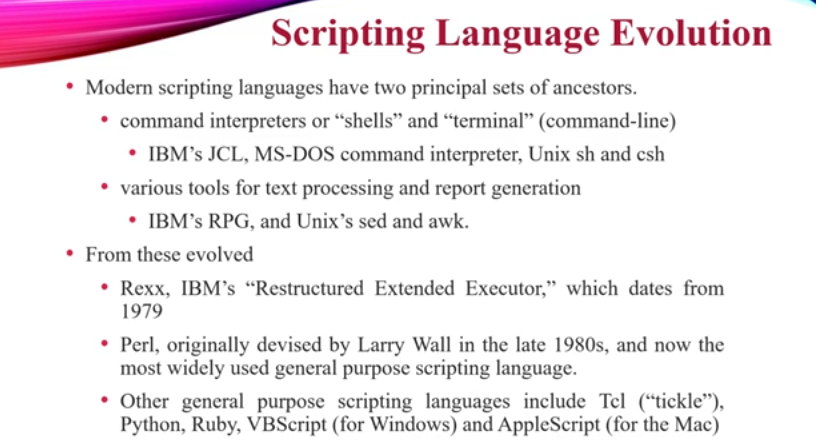 Scripting Language Evolution
• Modern scripting languages have two principal sets of ancestors.
• command interpreters or “shells” and “terminal” (command-line)
• IBM’s JCL, MS-DOS command interpreter, Unix sh and csh
• various tools for text processing and report generation
• IBM’s RPG, and Unix’s sed and awk.
• From these evolved
• Rexx, IBM’s “Restructured Extended Executor,” which dates from
1979
• Perl, originally devised by Larry Wall in the late 1980s, and now the
most widely used general purpose scripting language.
• Other general purpose scripting languages include Tcl (“tickle”),
Python, Ruby, VBScript (for Windows) and AppleScript (for the Mac)